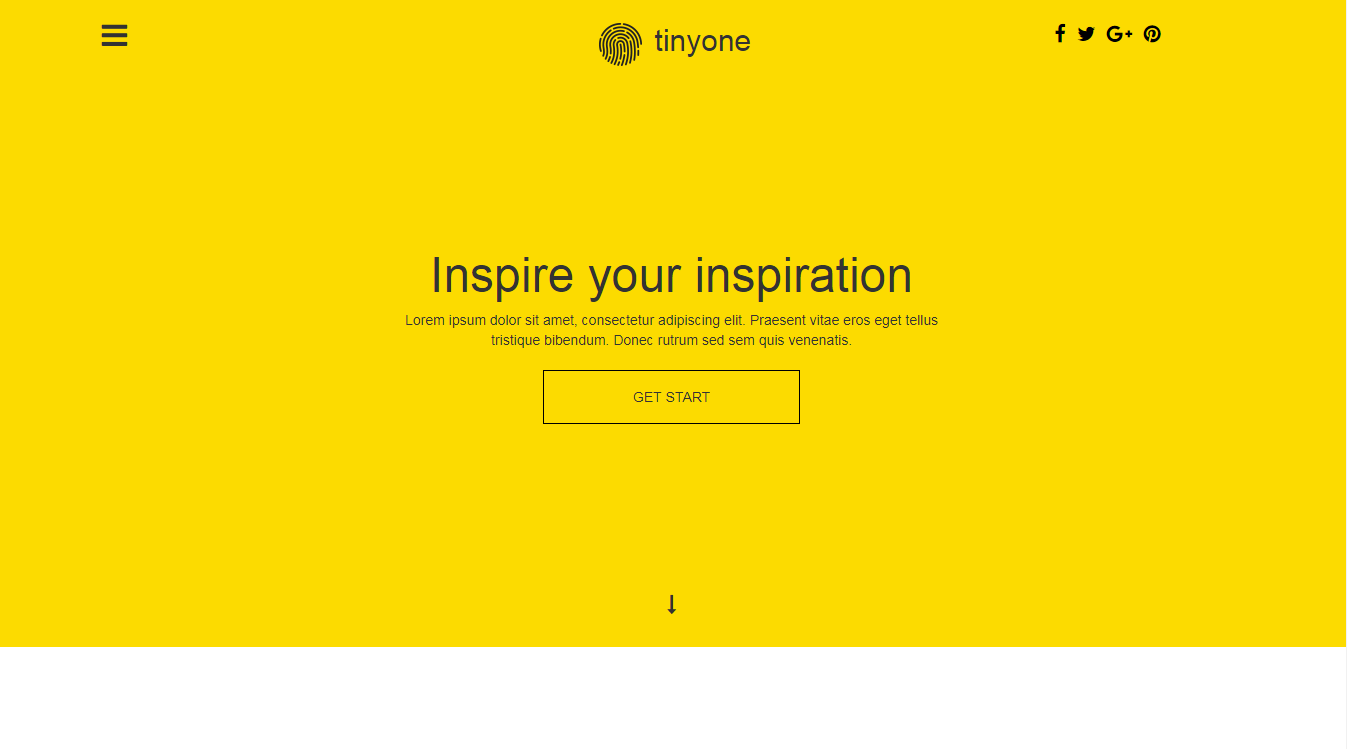 tinyone
Inspire your inspiration
Lorem ipsum dolor sit amet, consectetur adipiscing elit. Praesent vitae eros eget tellus
tristique bibendum. Donec rutrum sed sem quis venenatis.
GET START